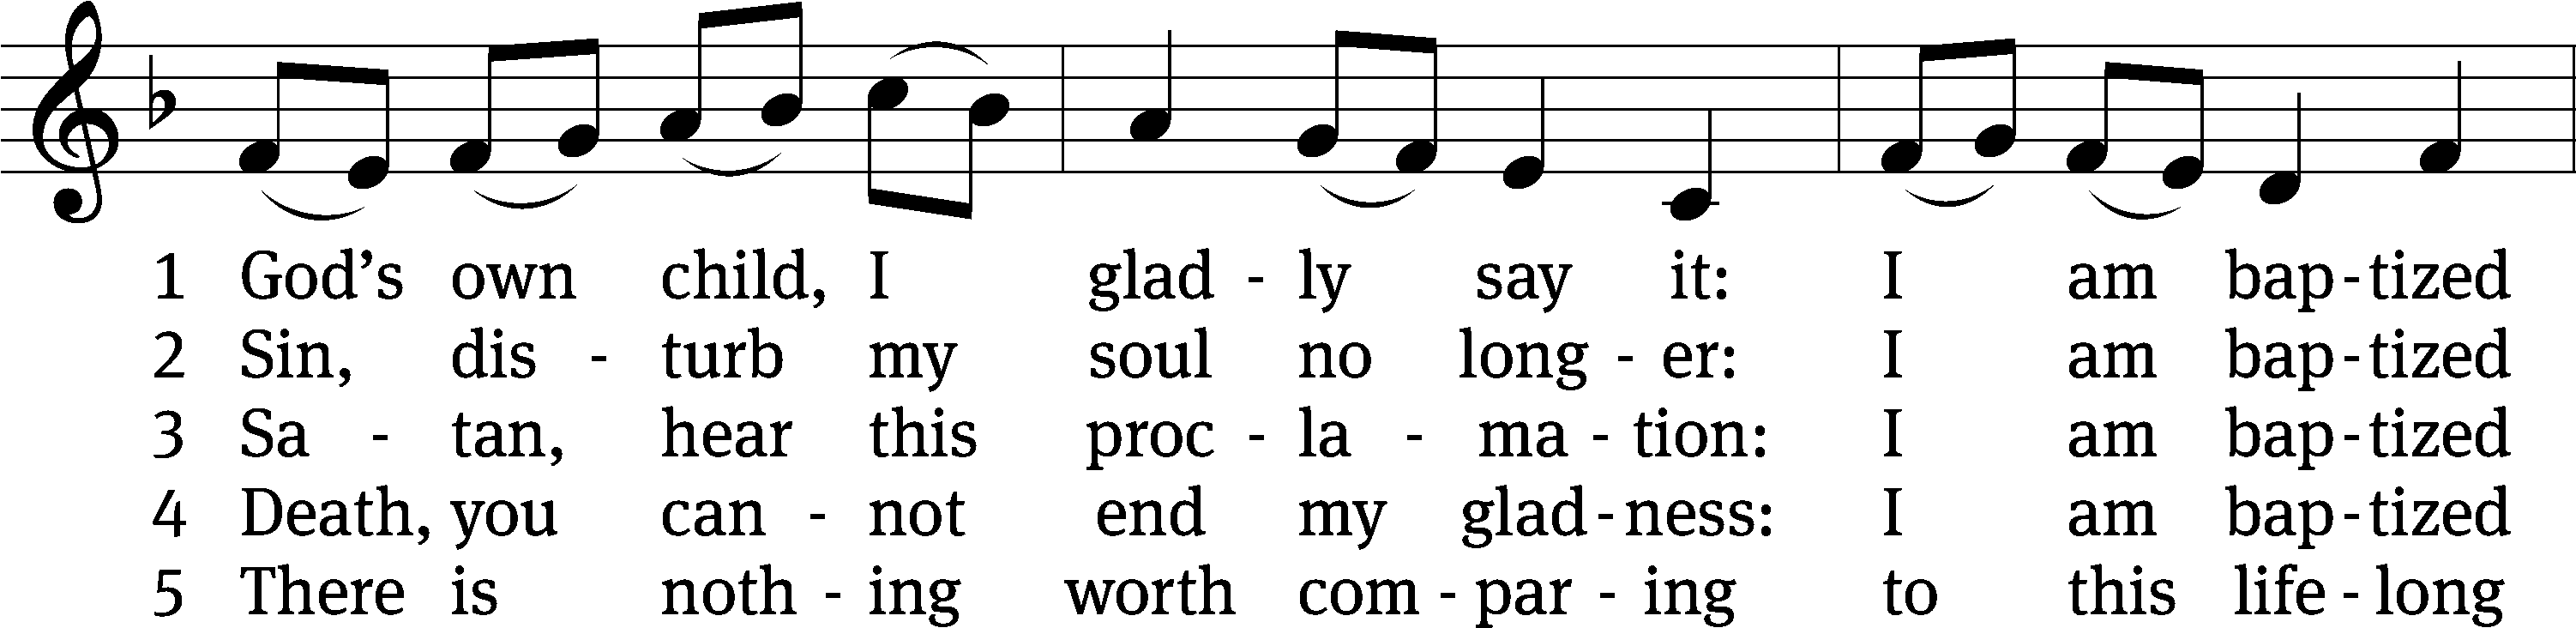 1 God’s own child, I glad - ly say it: I am bap - tized
2 Sin, dis - turb my soul no long - er: I am bap - tized
3 Sa - tan, hear this proc - la - ma - tion: I am bap - tized
4 Death, you can - not end my glad - ness: I am bap - tized
5 There is noth - ing worth com - par - ing to this life - long